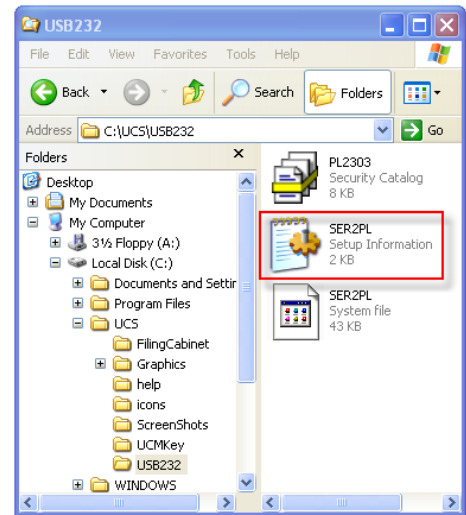 USB232
File Edit View Favorites Tools Help
Back Search Folders
Address C:\UCS\USB232 Go
Folders X
Desktop
My Documents
My Computer
3½ Floppy (A:)
Local Disk (C:)
Documents and Settin
Program Files
UCS
FilingCabinet
Graphics
help
icons
ScreenShots
UCMKey
USB232
WINDOWS
PL2303
Security Catalog
8 KB
SER2PL
Setup Information
2 KB
SER2PL
System file
43 KB